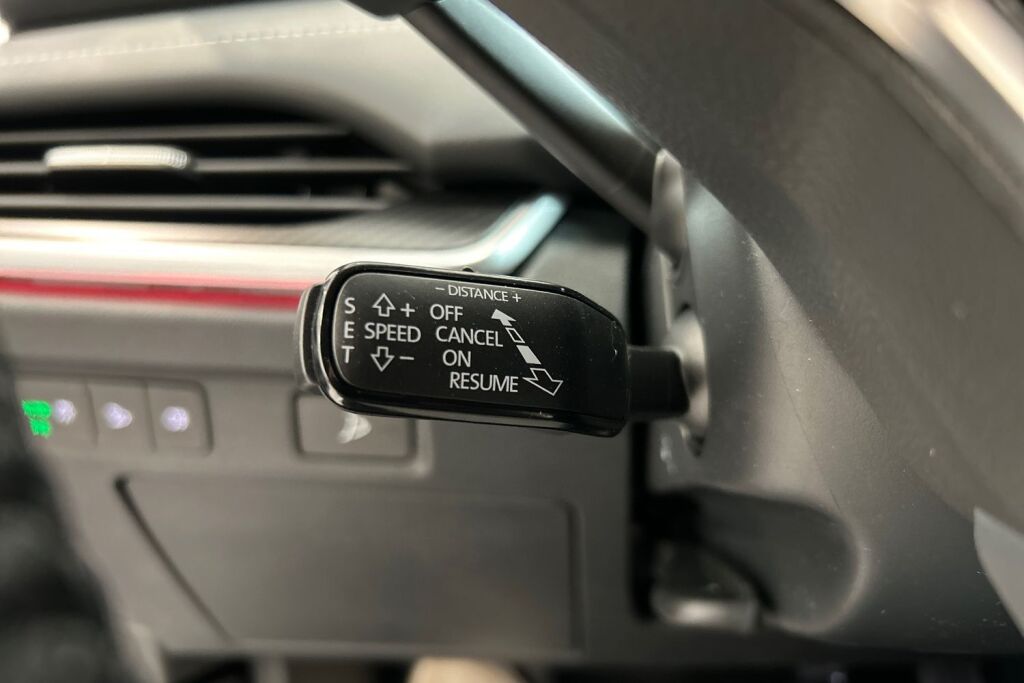 - DISTANCE +
S + OFF
E SPEED CANCEL
T - ON
RESUME